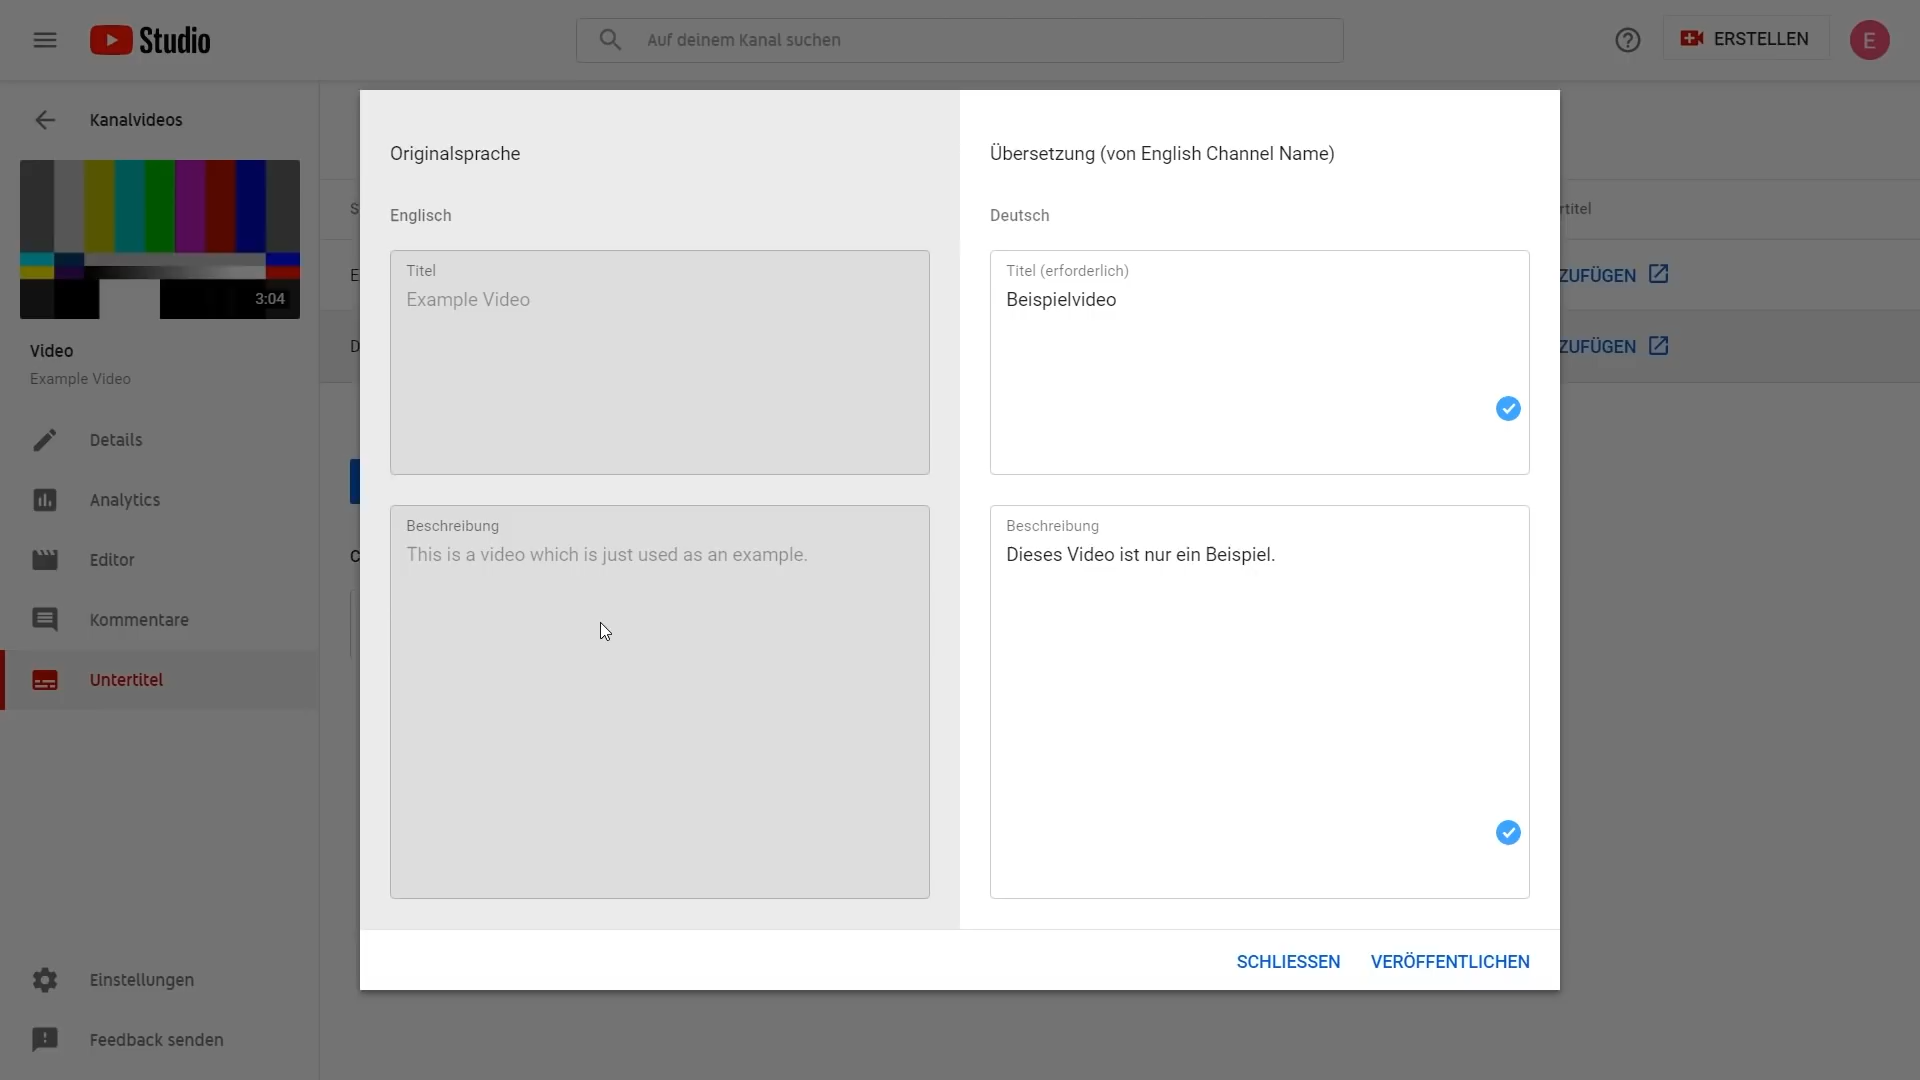 Studio
Auf deinem Kanal suchen
ERSTELLEN
E
Kanalvideos
3:04
Video
Example Video
Details
Analytics
Editor
Kommentare
Untertitel
Einstellungen
Feedback senden
Originalsprache
Englisch
Titel
Example Video
Beschreibung
This is a video which is just used as an example.
Übersetzung (von English Channel Name)
Deutsch
Titel (erforderlich)
Beispielvideo
Beschreibung
Dieses Video ist nur ein Beispiel.
SCHLIESSEN
VERÖFFENTLICHEN
rtitel
ZUFÜGEN
ZUFÜGEN